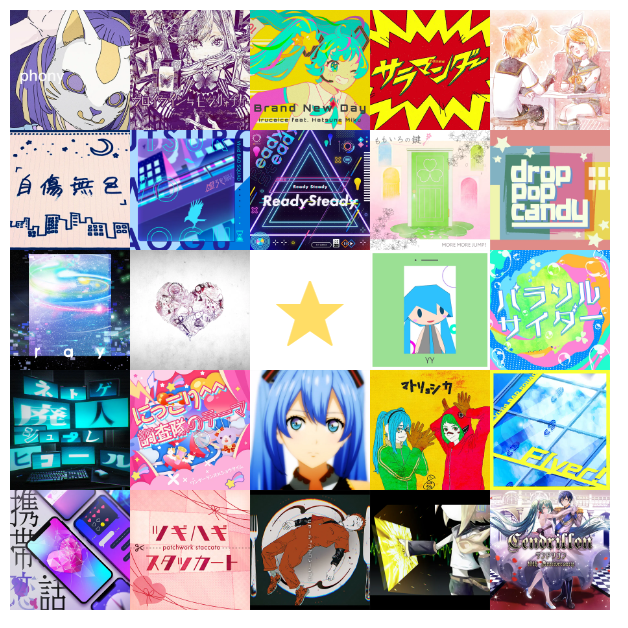 phony
Brand New Day
irucaice feat. Hatsune Miku
サラマンダー
自傷無色
Ready Steady
ReadySteady
ももいろの鍵
MORE MORE JUMP!
drop
pop
candy
r q y
YY
パラソル
サイダー
ネトゲ
廃人
シュプレ
ヒコール
にっこり^^
調査隊のテーマ
マトリョシカ
Flyer!
携帯
恋話
ツギハギ
patchwork staccato
スタッカート
Cendrillon